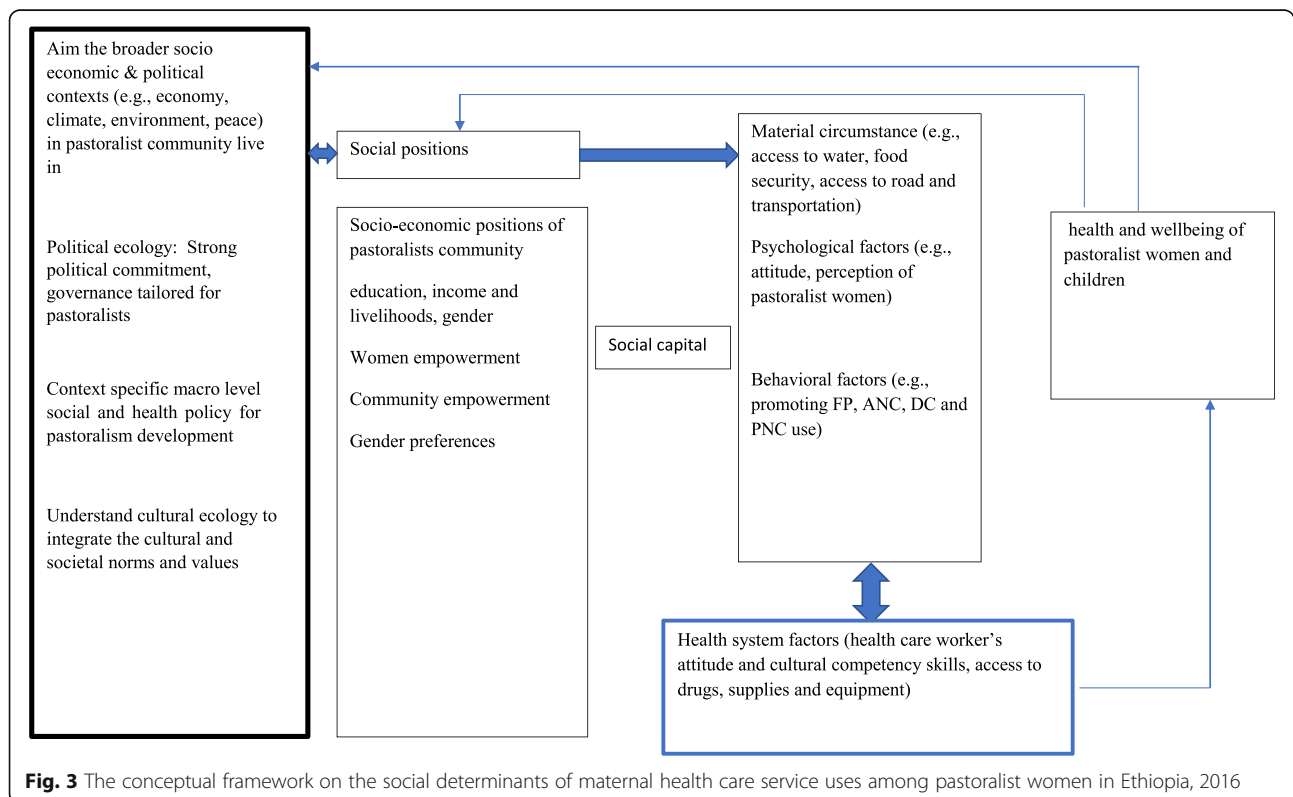 Aim the broader socio
economic & political
contexts (e.g., economy,
climate, environment, peace)
in pastoralist community live
in
Political ecology: Strong
political commitment,
governance tailored for
pastoralists
Context specific macro level
social and health policy for
pastoralism development
Understand cultural ecology to
integrate the cultural and
societal norms and values
Social positions
Socio-economic positions of
pastoralists community
education, income and
livelihoods, gender
Women empowerment
Community empowerment
Gender preferences
Social capital
Material circumstance (e.g.,
access to water, food
security, access to road and
transportation)
Psychological factors (e.g.,
attitude, perception of
pastoralist women)
Behavioral factors (e.g.,
promoting FP, ANC, DC and
PNC use)
Health system factors (health care worker's
attitude and cultural competency skills, access to
drugs, supplies and equipment)
health and wellbeing of
pastoralist women and
children
Fig. 3 The conceptual framework on the social determinants of maternal health care service uses among pastoralist women in Ethiopia, 2016